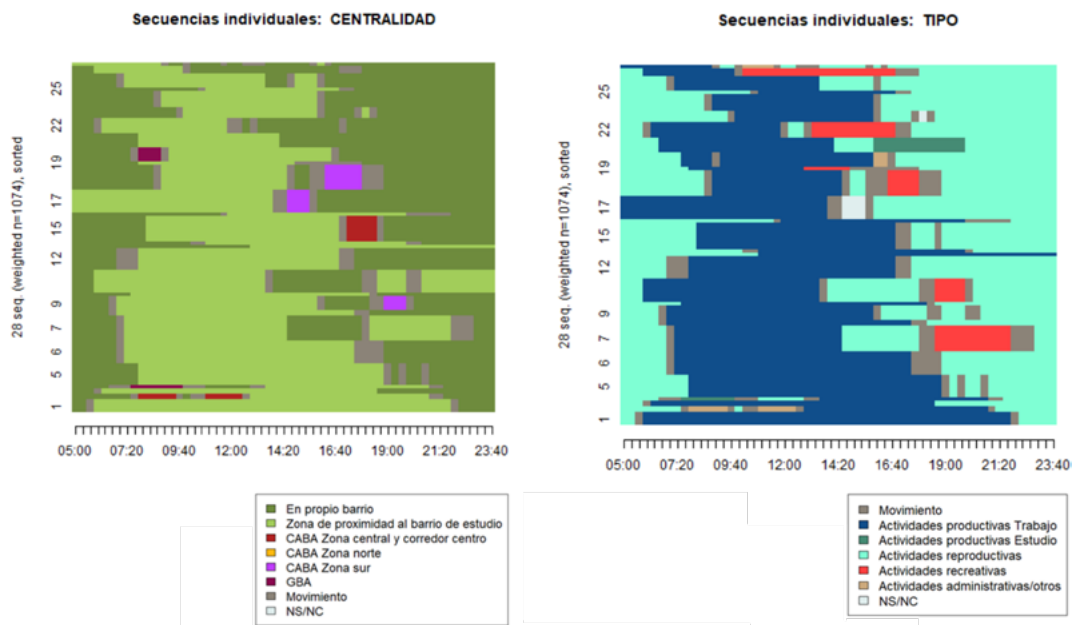 Secuencias individuales: CENTRALIDAD
28 seq. (weighted n=1074), sorted
25
22
19
17
15
12
9
7
6
5
1
05:00 07:20 09:40 12:00 14:20 16:40 19:00 21:20 23:40
En propio barrio
Zona de proximidad al barrio de estudio
CABA Zona central y corredor centro
CABA Zona norte
CABA Zona sur
GBA
Movimiento
NS/NC
Secuencias individuales: TIPO
28 seq. (weighted n=1074), sorted
25
22
19
17
15
12
9
7
6
5
1
05:00 07:20 09:40 12:00 14:20 16:40 19:00 21:20 23:40
Movimiento
Actividades productivas Trabajo
Actividades productivas Estudio
Actividades reproductivas
Actividades recreativas
Actividades administrativas/otros
NS/NC